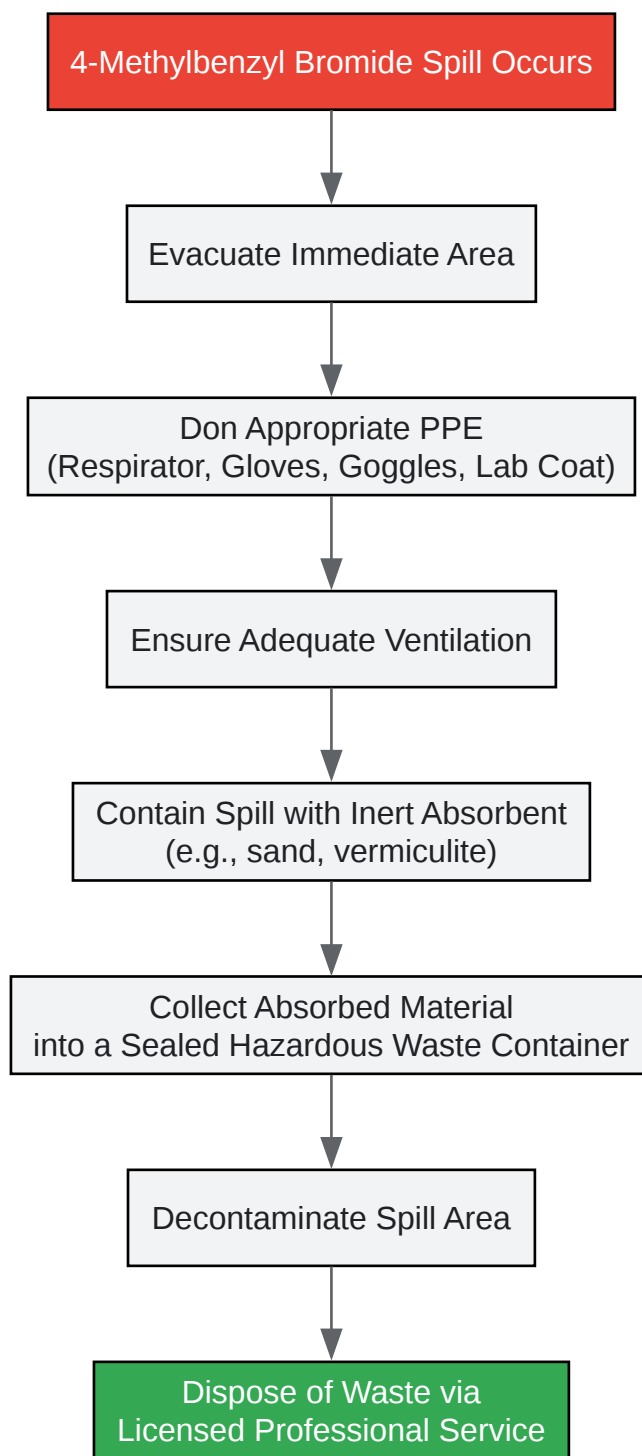 4-Methylbenzyl Bromide Spill Occurs
Evacuate Immediate Area
Don Appropriate PPE
(Respirator, Gloves, Goggles, Lab Coat)
Ensure Adequate Ventilation
Contain Spill with Inert Absorbent
(e.g., sand, vermiculite)
Collect Absorbed Material
into a Sealed Hazardous Waste Container
Decontaminate Spill Area
Dispose of Waste via
Licensed Professional Service